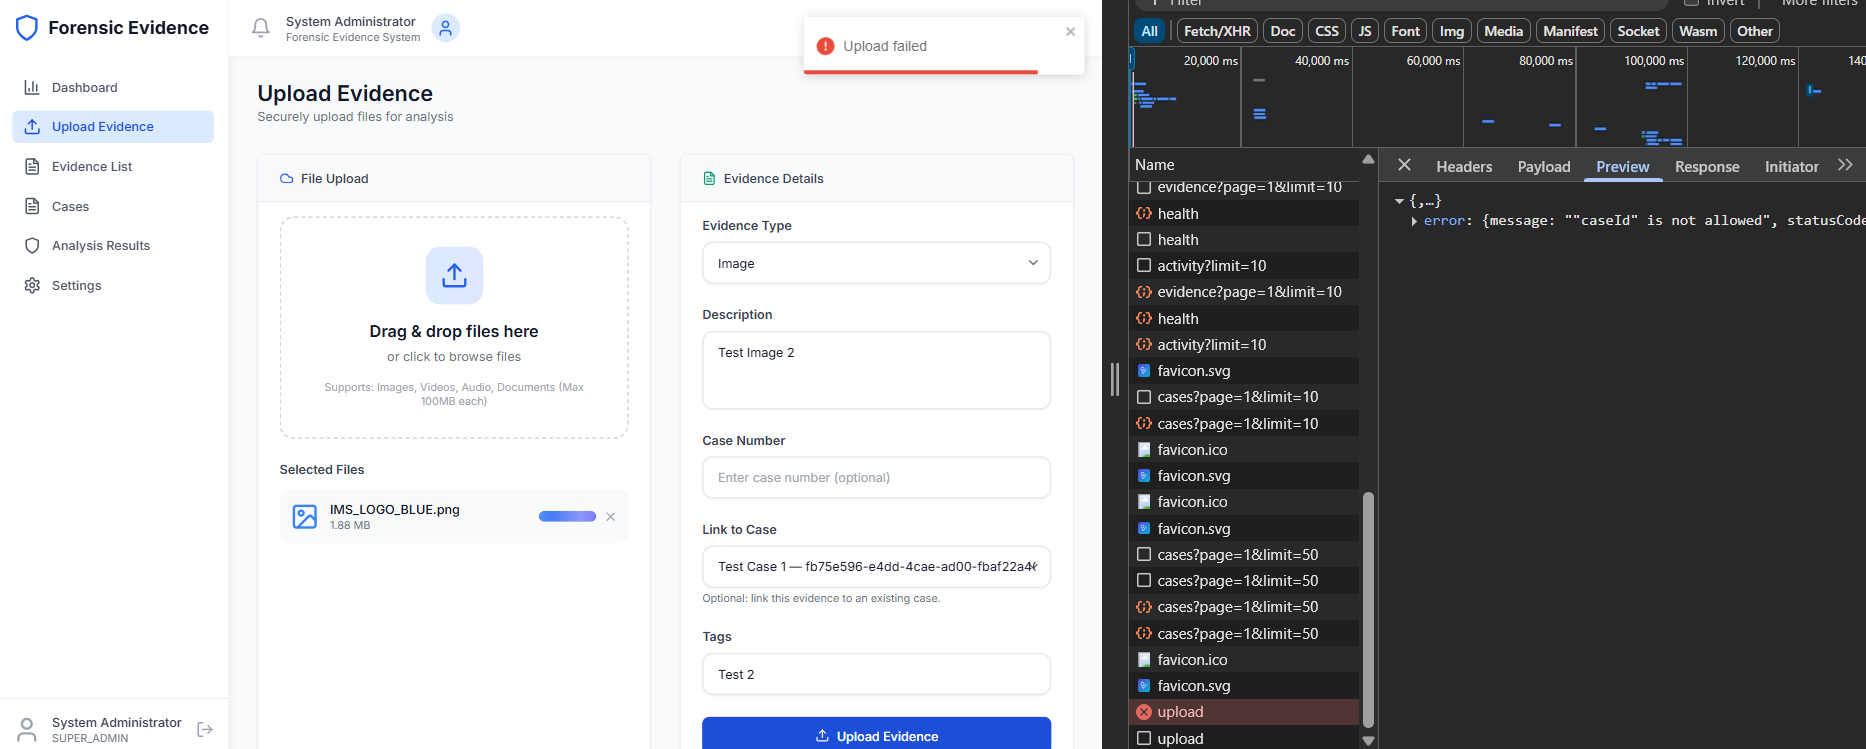 Forensic Evidence
Dashboard
Upload Evidence
Evidence List
Cases
Analysis Results
Settings
System Administrator
SUPER_ADMIN
System Administrator
Forensic Evidence System
Upload failed
Upload Evidence
Securely upload files for analysis
File Upload
Drag & drop files here
or click to browse files
Supports: Images, Videos, Audio, Documents (Max
100MB each)
Selected Files
IMS_LOGO_BLUE.png
1.88 MB
Evidence Details
Evidence Type
Image
Description
Test Image 2
Case Number
Enter case number (optional)
Link to Case
Test Case 1 — fb75e596-e4dd-4cae-ad00-fbaf22a4
Optional: link this evidence to an existing case.
Tags
Test 2
Upload Evidence
Filter
Invert
More filters
All
Fetch/XHR
Doc
CSS
JS
Font
Img
Media
Manifest
Socket
Wasm
Other
20,000 ms
40,000 ms
60,000 ms
80,000 ms
100,000 ms
120,000 ms
140
Name
evidence?page=1&limit=10
health
health
activity?limit=10
evidence?page=1&limit=10
health
activity?limit=10
favicon.svg
cases?page=1&limit=10
cases?page=1&limit=10
favicon.ico
favicon.svg
favicon.ico
favicon.svg
cases?page=1&limit=50
cases?page=1&limit=50
cases?page=1&limit=50
cases?page=1&limit=50
favicon.ico
favicon.svg
upload
upload
Headers
Payload
Preview
Response
Initiator
{,…}
error: {message: ""caseId" is not allowed", statusCode